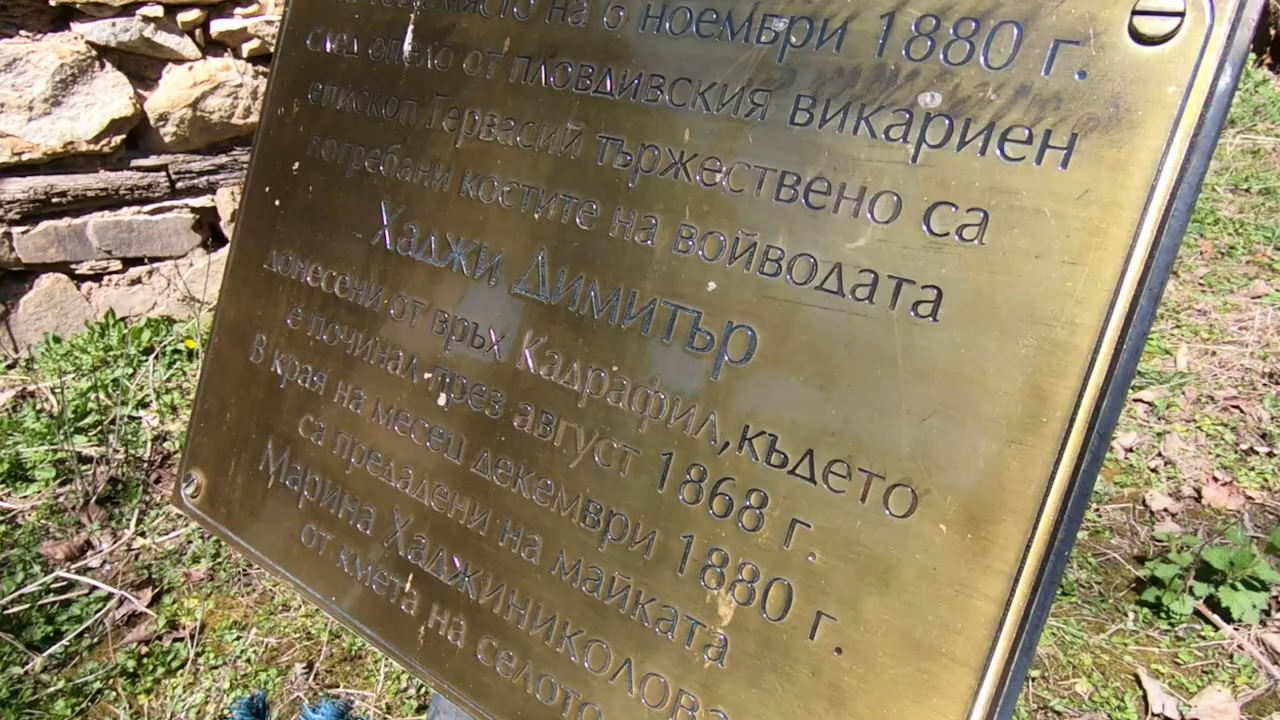 място на 6 ноември 1880 г.
след опело от пловдивския викариен
епископ Гервасий тържествено са
погребани костите на войводата
Хаджи Димитър
донесени от връх Кадрафил, където
е починал през август 1868 г.
В края на месец декември 1880 г.
са предадени на майката
Марина Хаджиниколова
от кмета на селото